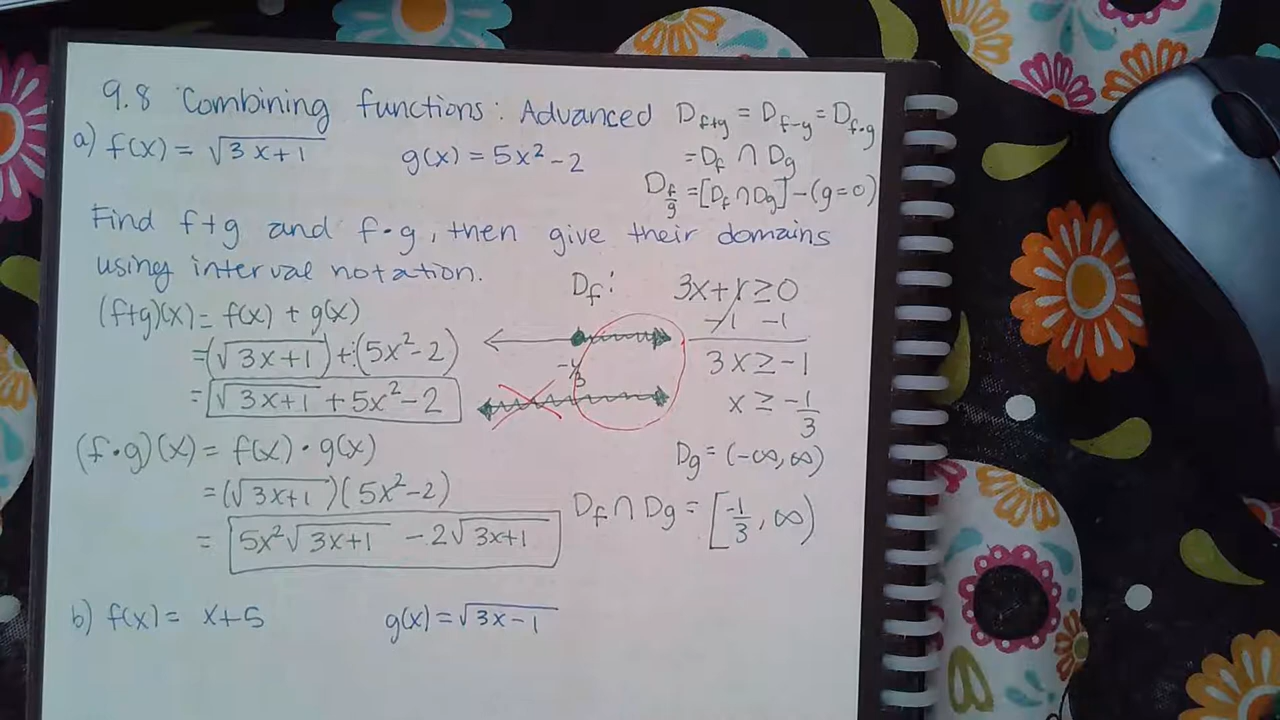 9.8 Combining functions: Advanced
D_{f+g} = D_{f-g} = D_{f·g}
= D_f ∩ D_g
a) f(x) = √(3x+1)    g(x) = 5x² - 2
D_{f/g} = [D_f ∩ D_g] - (g=0)
Find f+g and f·g, then give their domains
using interval notation.
(f+g)(x) = f(x) + g(x)
= (√(3x+1)) + (5x² - 2)
= √(3x+1) + 5x² - 2
D_f:    3x+1 ≥ 0
-1 -1
3x ≥ -1
x ≥ -1/3
-1/3
D_g = (-∞, ∞)
D_f ∩ D_g = [-1/3, ∞)
(f·g)(x) = f(x) · g(x)
= (√(3x+1))(5x² - 2)
= 5x²√(3x+1) - 2√(3x+1)
b) f(x) = x+5    g(x) = √(3x-1)